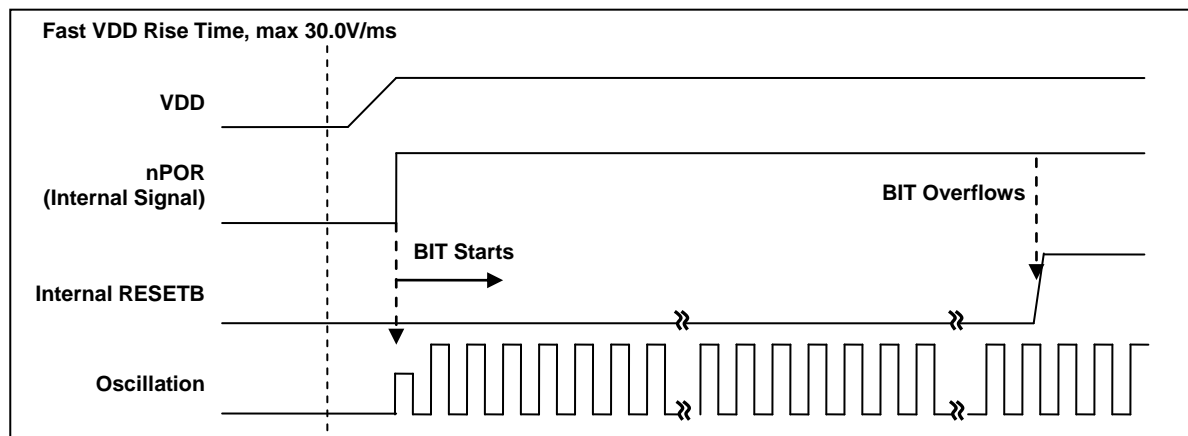 Fast VDD Rise Time, max 30.0V/ms
VDD
nPOR
(Internal Signal)
BIT Overflows
BIT Starts
Internal RESETB
Oscillation